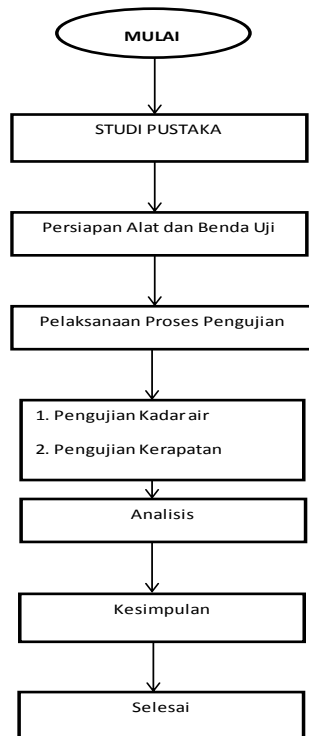 MULAI
STUDI PUSTAKA
Persiapan Alat dan Benda Uji
Pelaksanaan Proses Pengujian
1. Pengujian Kadar air
2. Pengujian Kerapatan
Analisis
Kesimpulan
Selesai